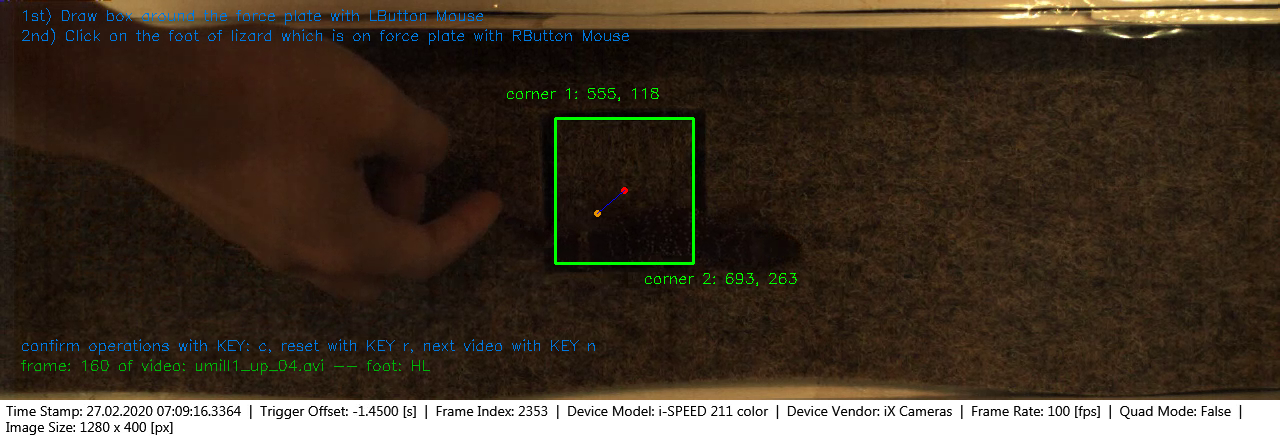 1st) Draw box around the force plate with LButton Mouse
2nd) Click on the foot of lizard which is on force plate with RButton Mouse
corner 1: 555, 118
corner 2: 693, 263
confirm operations with KEY: c, reset with KEY r, next video with KEY n
frame: 160 of video: umill1_up_04.avi -- foot: HL
Time Stamp: 27.02.2020 07:09:16.3364 | Trigger Offset: -1.4500 [s] | Frame Index: 2353 | Device Model: i-SPEED 211 color | Device Vendor: iX Cameras | Frame Rate: 100 [fps] | Quad Mode: False |
Image Size: 1280 x 400 [px]